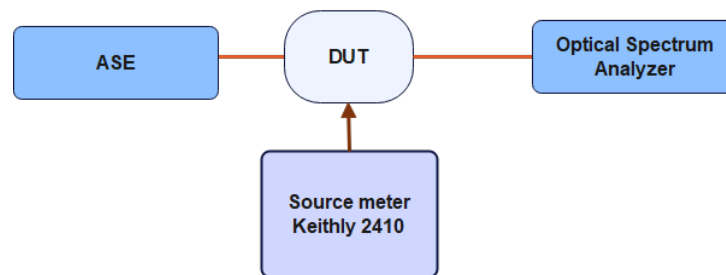 ASE
DUT
Optical Spectrum
Analyzer
Source meter
Keithly 2410